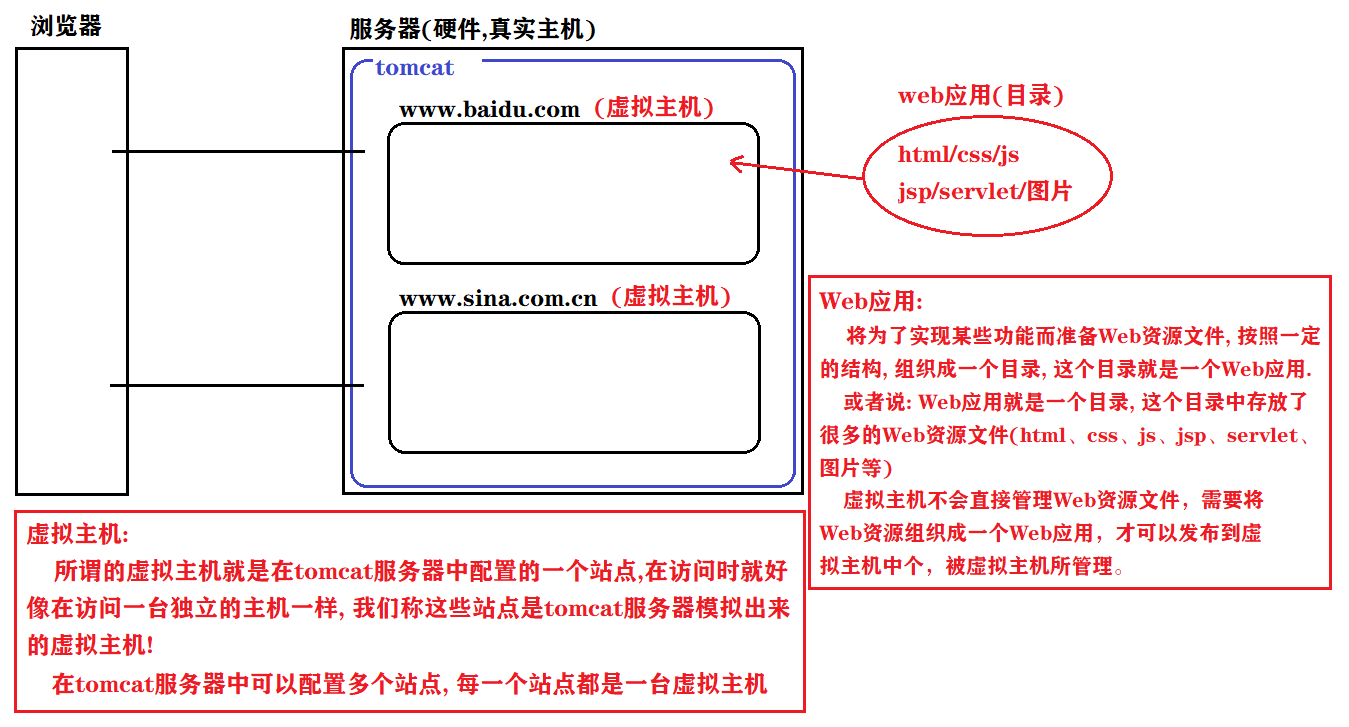 浏览器
服务器(硬件,真实主机)
tomcat
www.baidu.com (虚拟主机)
www.sina.com.cn (虚拟主机)
web应用(目录)
html/css/js
jsp/servlet/图片
Web应用:
将为了实现某些功能而准备Web资源文件, 按照一定
的结构, 组织成一个目录, 这个目录就是一个Web应用.
或者说: Web应用就是一个目录, 这个目录中存放了
很多的Web资源文件(html、css、js、jsp、servlet、
图片等)
虚拟主机不会直接管理Web资源文件，需要将
Web资源组织成一个Web应用，才可以发布到虚
拟主机中个，被虚拟主机所管理。
虚拟主机:
所谓的虚拟主机就是在tomcat服务器中配置的一个站点,在访问时就好
像在访问一台独立的主机一样, 我们称这些站点是tomcat服务器模拟出来
的虚拟主机!
在tomcat服务器中可以配置多个站点, 每一个站点都是一台虚拟主机